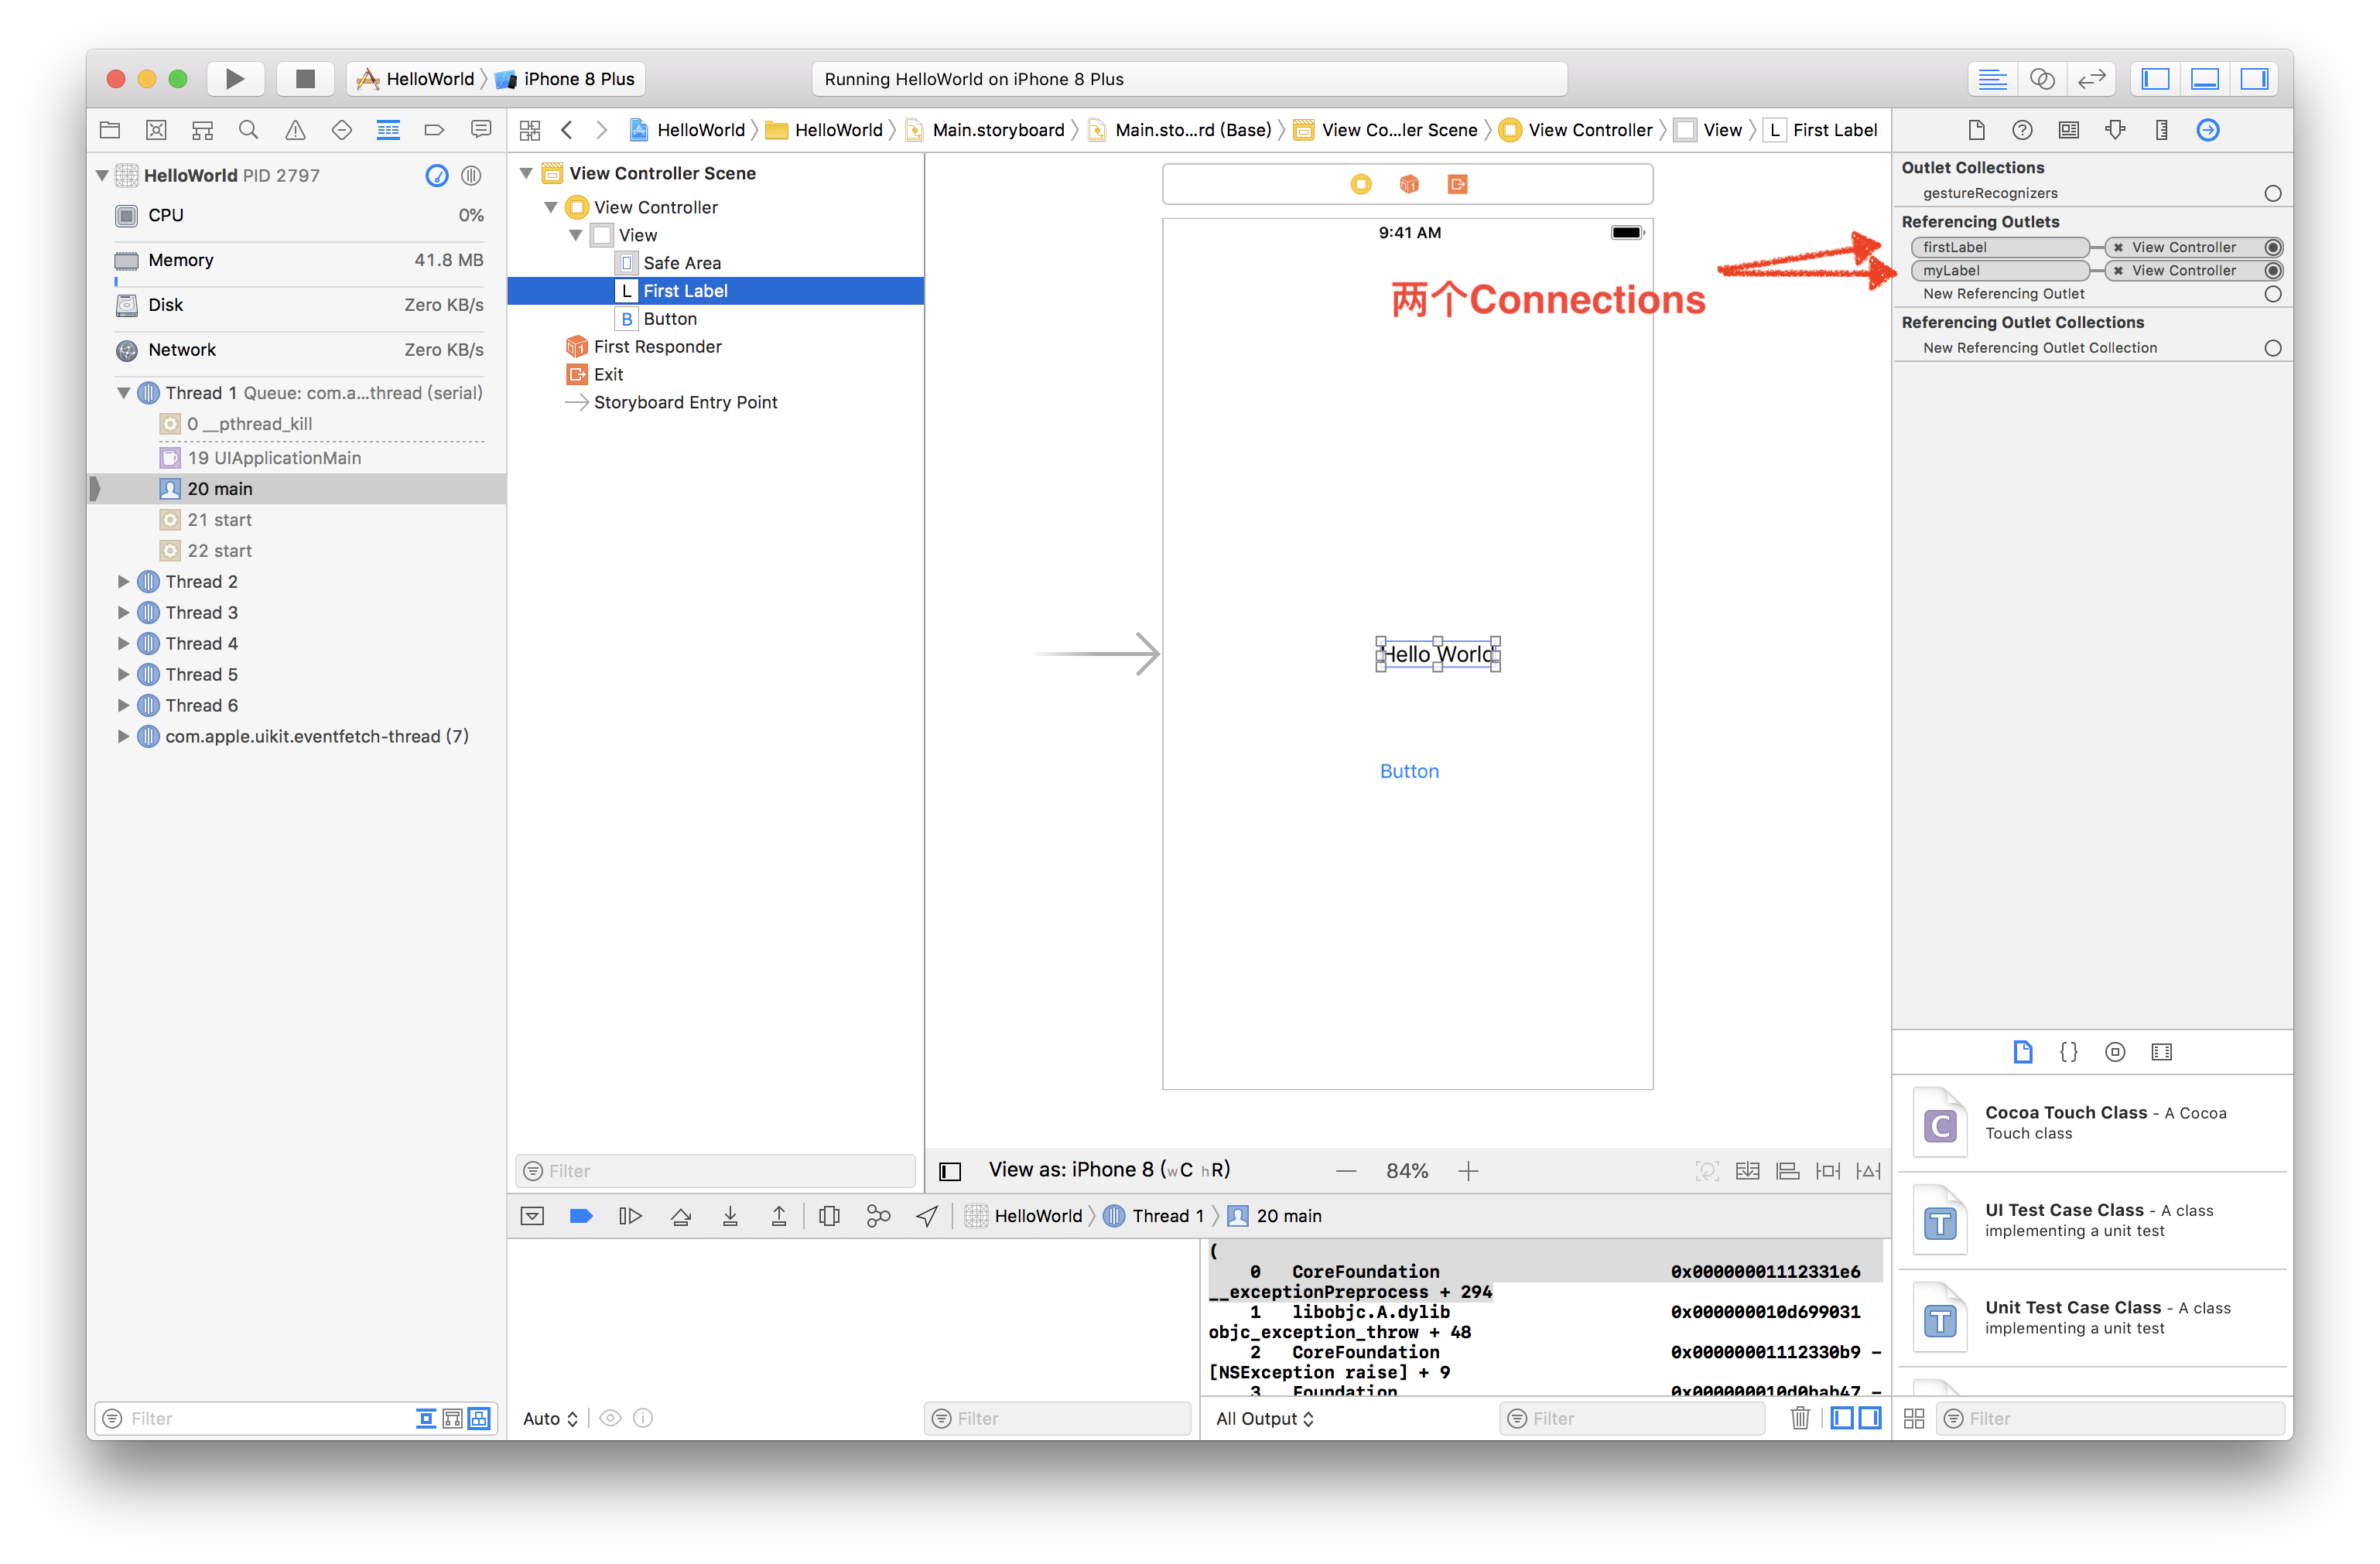 HelloWorld iPhone 8 Plus
Running HelloWorld on iPhone 8 Plus
HelloWorld HelloWorld Main.storyboard Main.sto...rd (Base) View Co...ler Scene View Controller View L First Label
HelloWorld PID 2797
CPU 0%
Memory 41.8 MB
Disk Zero KB/s
Network Zero KB/s
Thread 1 Queue: com.a...thread (serial)
0 __pthread_kill
19 UIApplicationMain
20 main
21 start
22 start
Thread 2
Thread 3
Thread 4
Thread 5
Thread 6
com.apple.uikit.eventfetch-thread (7)
Filter
View Controller Scene
View Controller
View
Safe Area
L First Label
B Button
First Responder
Exit
Storyboard Entry Point
Filter
9:41 AM
两个Connections
Hello World
Button
View as: iPhone 8 (wC hR)
84%
Outlet Collections
gestureRecognizers
Referencing Outlets
firstLabel View Controller
myLabel View Controller
New Referencing Outlet
Referencing Outlet Collections
New Referencing Outlet Collection
HelloWorld Thread 1 20 main
(
0 CoreFoundation 0x00000001112331e6
__exceptionPreprocess + 294
1 libobjc.A.dylib 0x000000010d699031
objc_exception_throw + 48
2 CoreFoundation 0x00000001112330b9 -
[NSException raise] + 9
3 Foundation 0x000000010d0bab47 -
Auto
Filter
All Output
Filter
{}
C
Cocoa Touch Class - A Cocoa
Touch class
T
UI Test Case Class - A class
implementing a unit test
T
Unit Test Case Class - A class
implementing a unit test
Filter